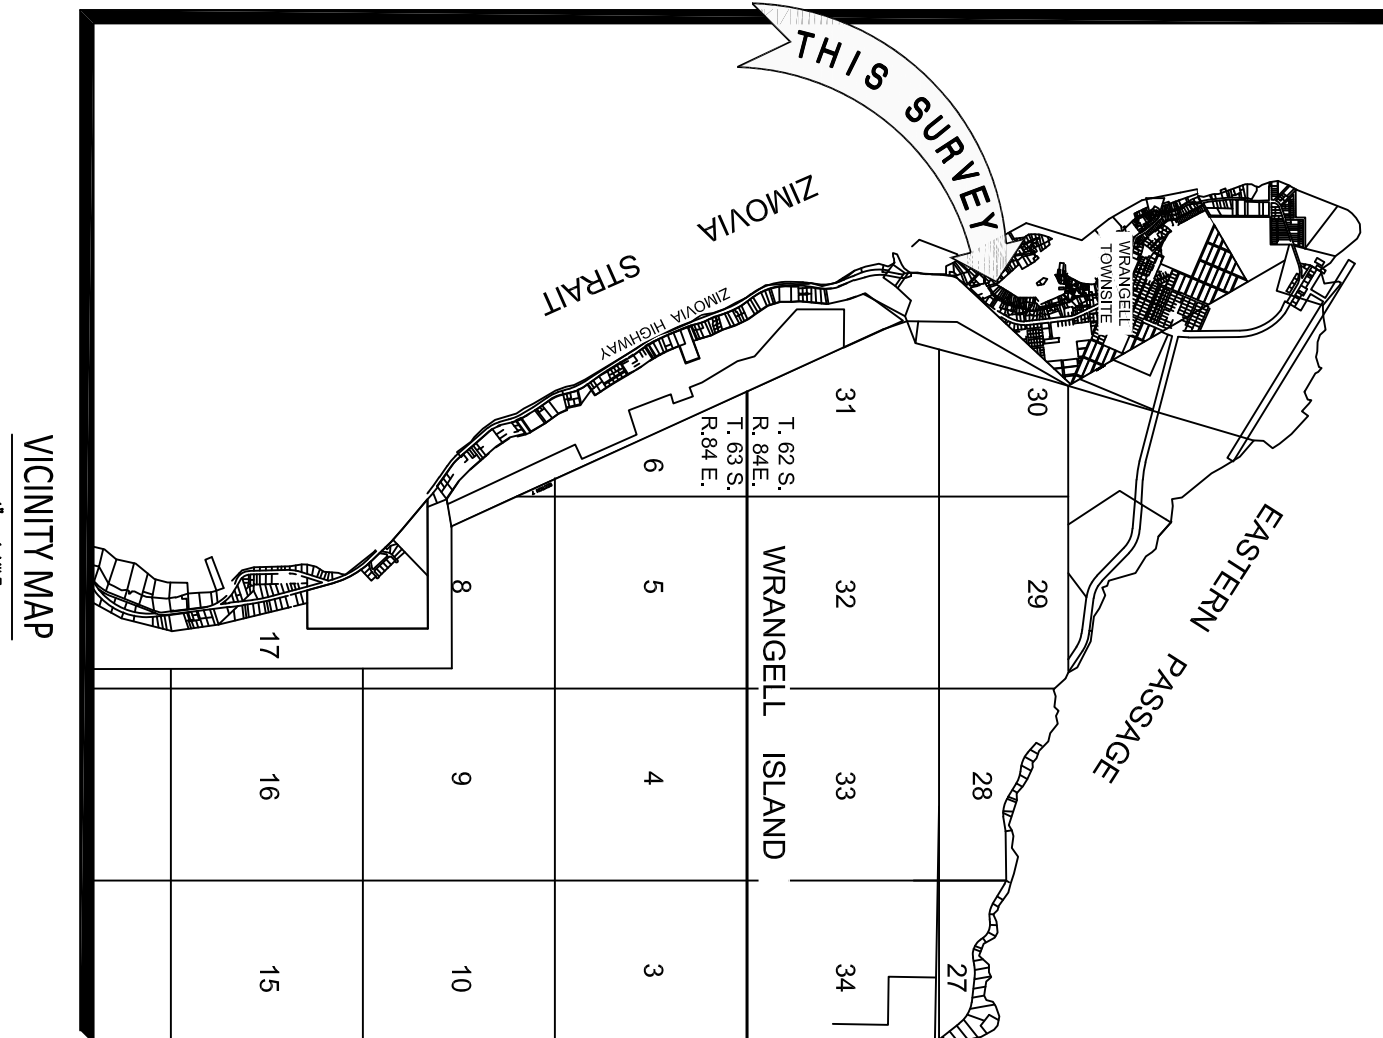 THIS SURVEY
ZIMOVIA
STRAIT
ZIMOVIA HIGHWAY
WRANGELL
TOWNSITE
EASTERN PASSAGE
30
29
28
27
31
32
33
34
T. 62 S.
R. 84E.
T. 63 S.
R.84 E.
WRANGELL ISLAND
6
5
4
3
8
9
10
17
16
15
VICINITY MAP